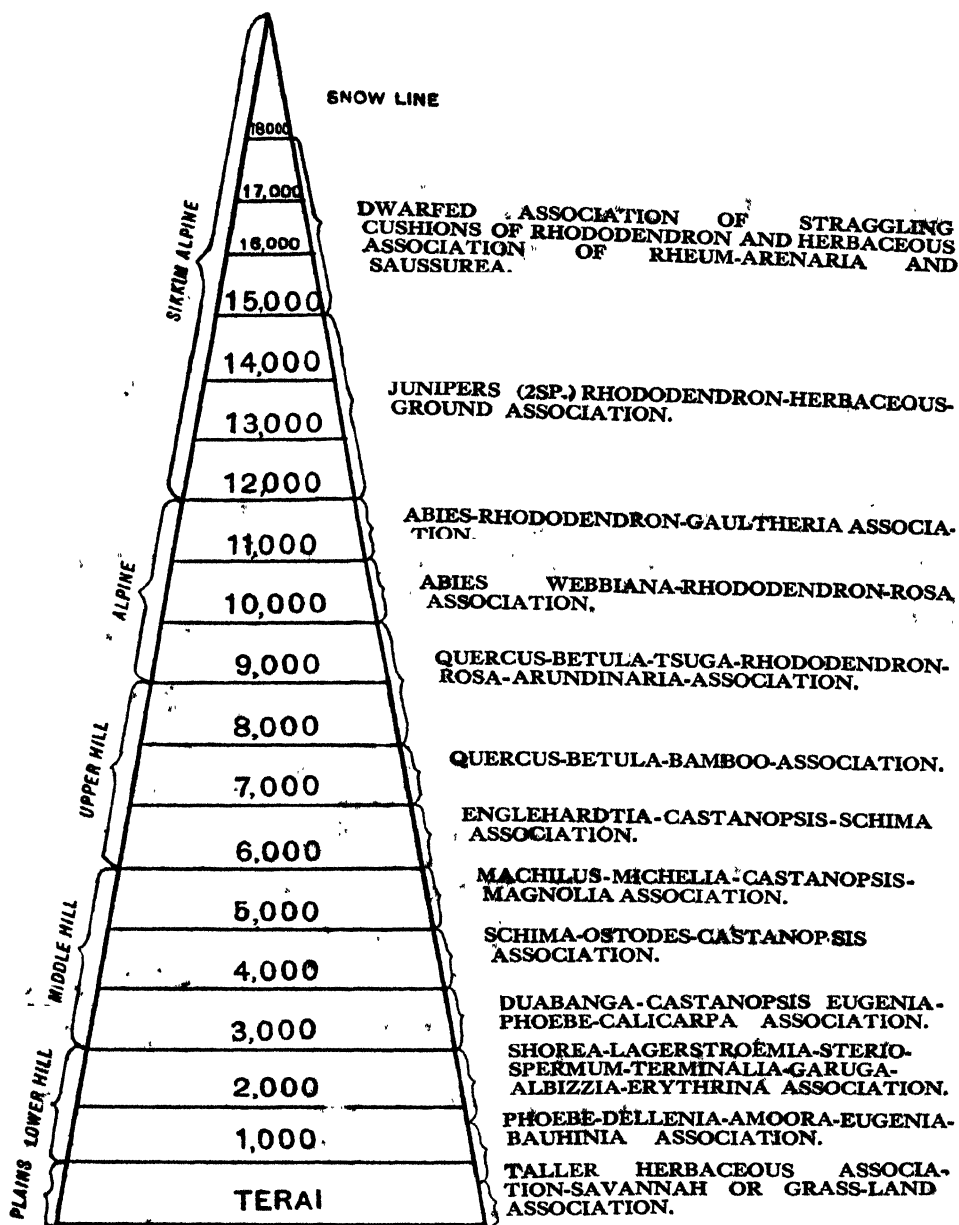 SNOW LINE
18000
17,000
16,000
15,000
14,000
13,000
12,000
11,000
10,000
9,000
8,000
7,000
6,000
5,000
4,000
3,000
2,000
1,000
TERAI
SIKKIM ALPINE
ALPINE
UPPER HILL
MIDDLE HILL
LOWER HILL
PLAINS
DWARFED ASSOCIATION OF STRAGGLING
CUSHIONS OF RHODODENDRON AND HERBACEOUS
ASSOCIATION OF RHEUM-ARENARIA AND
SAUSSUREA.
JUNIPERS (2SP.) RHODODENDRON-HERBACEOUS-
GROUND ASSOCIATION.
ABIES-RHODODENDRON-GAULTHERIA ASSOCIA-
TION.
ABIES WEBBIANA-RHODODENDRON-ROSA
ASSOCIATION.
QUERCUS-BETULA-TSUGA-RHODODENDRON-
ROSA-ARUNDINARIA-ASSOCIATION.
QUERCUS-BETULA-BAMBOO-ASSOCIATION.
ENGLEHARDTIA-CASTANOPSIS-SCHIMA
ASSOCIATION.
MACHILUS-MICHELIA-CASTANOPSIS-
MAGNOLIA ASSOCIATION.
SCHIMA-OSTODES-CASTANOPSIS
ASSOCIATION.
DUABANGA-CASTANOPSIS EUGENIA-
PHOEBE-CALICARPA ASSOCIATION.
SHOREA-LAGERSTROEMIA-STERIO-
SPERMUM-TERMINALIA-GARUGA-
ALBIZZIA-ERYTHRINA ASSOCIATION.
PHOEBE-DELLENIA-AMOORA-EUGENIA-
BAUHINIA ASSOCIATION.
TALLER HERBACEOUS ASSOCIA-
TION-SAVANNAH OR GRASS-LAND
ASSOCIATION.